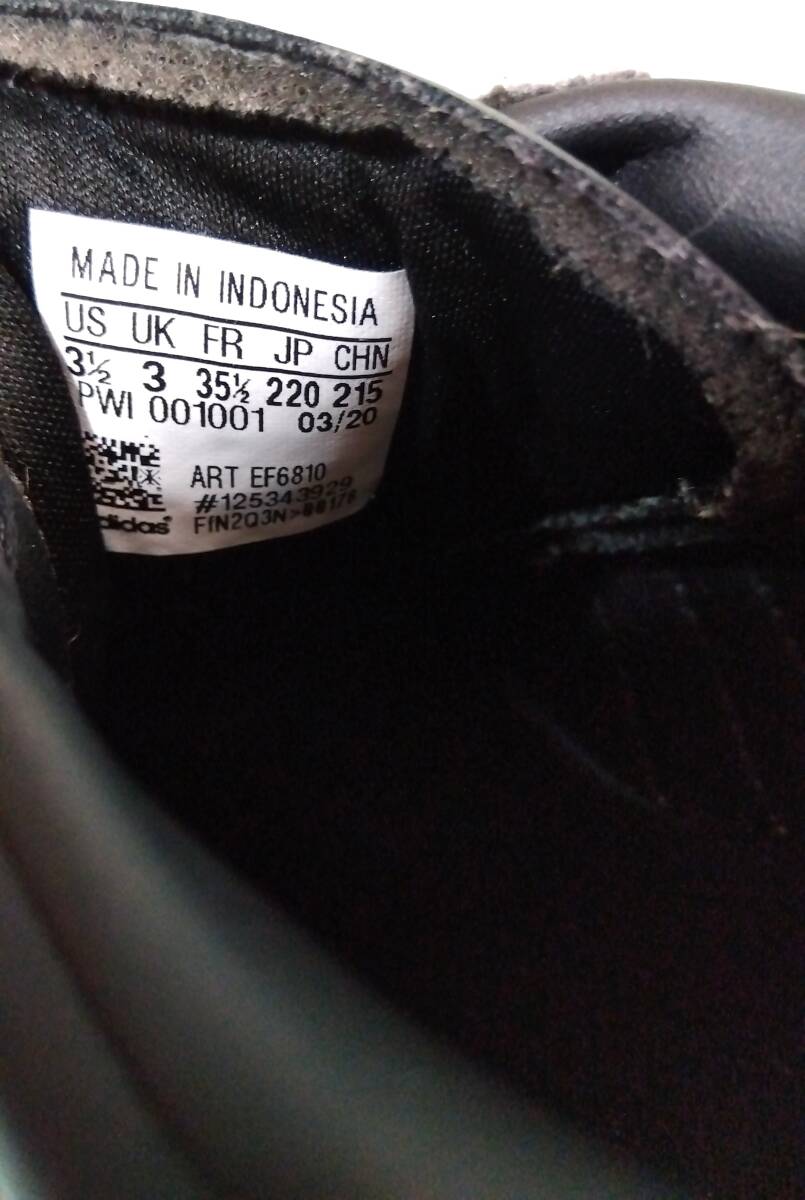 MADE IN INDONESIA
US UK FR JP CHN
3½ 3 35½ 220 215
PWI 001001 03/20
ART EF6810
#125343929
adidas